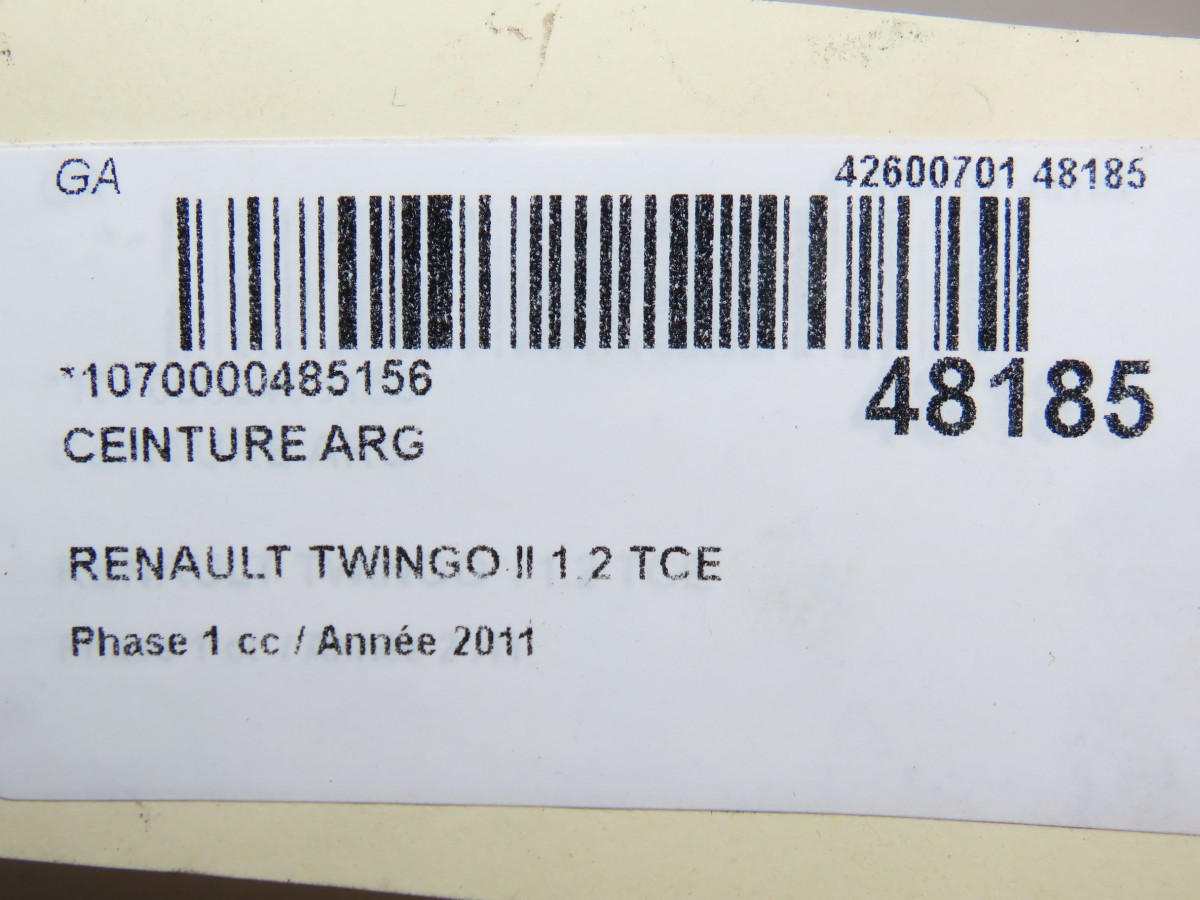 GA
42600701 48185
*1070000485156
48185
CEINTURE ARG
RENAULT TWINGO II 1.2 TCE
Phase 1 cc / Année 2011